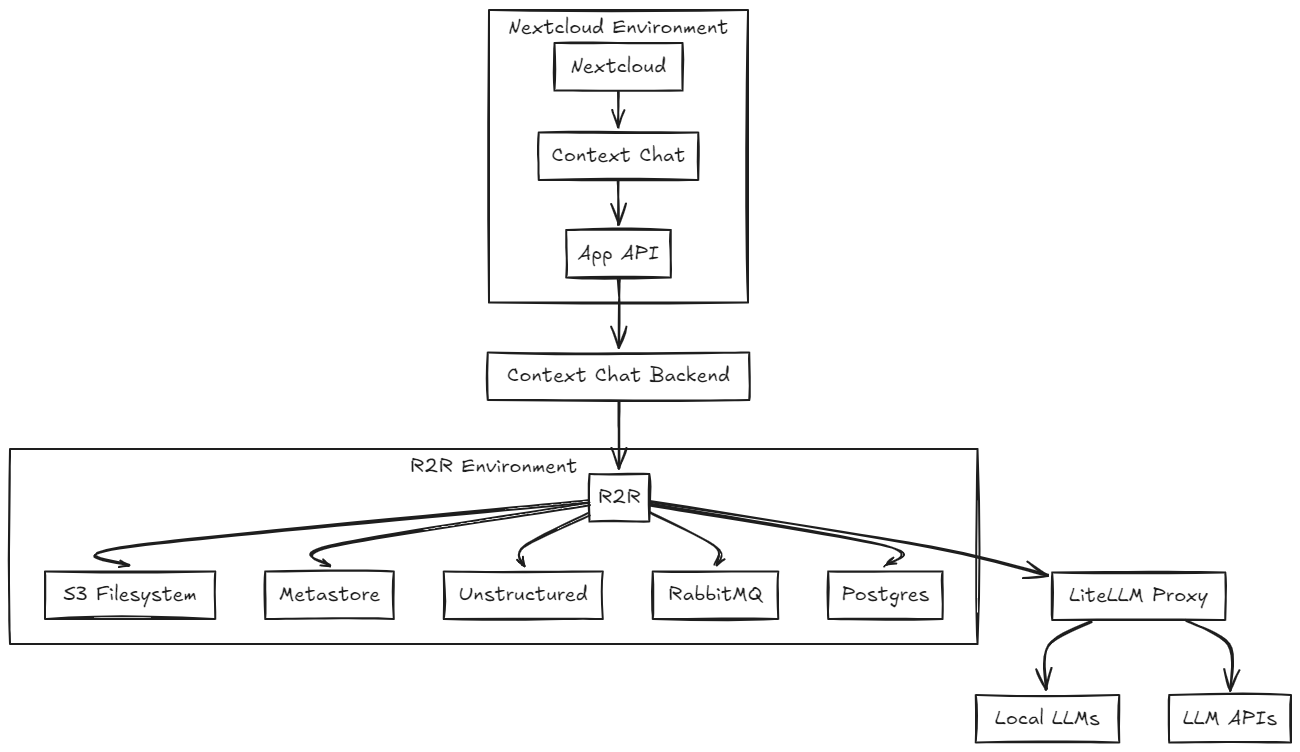 Nextcloud Environment
Nextcloud
Context Chat
App API
Context Chat Backend
R2R Environment
R2R
S3 Filesystem
Metastore
Unstructured
RabbitMQ
Postgres
LiteLLM Proxy
Local LLMs
LLM APIs